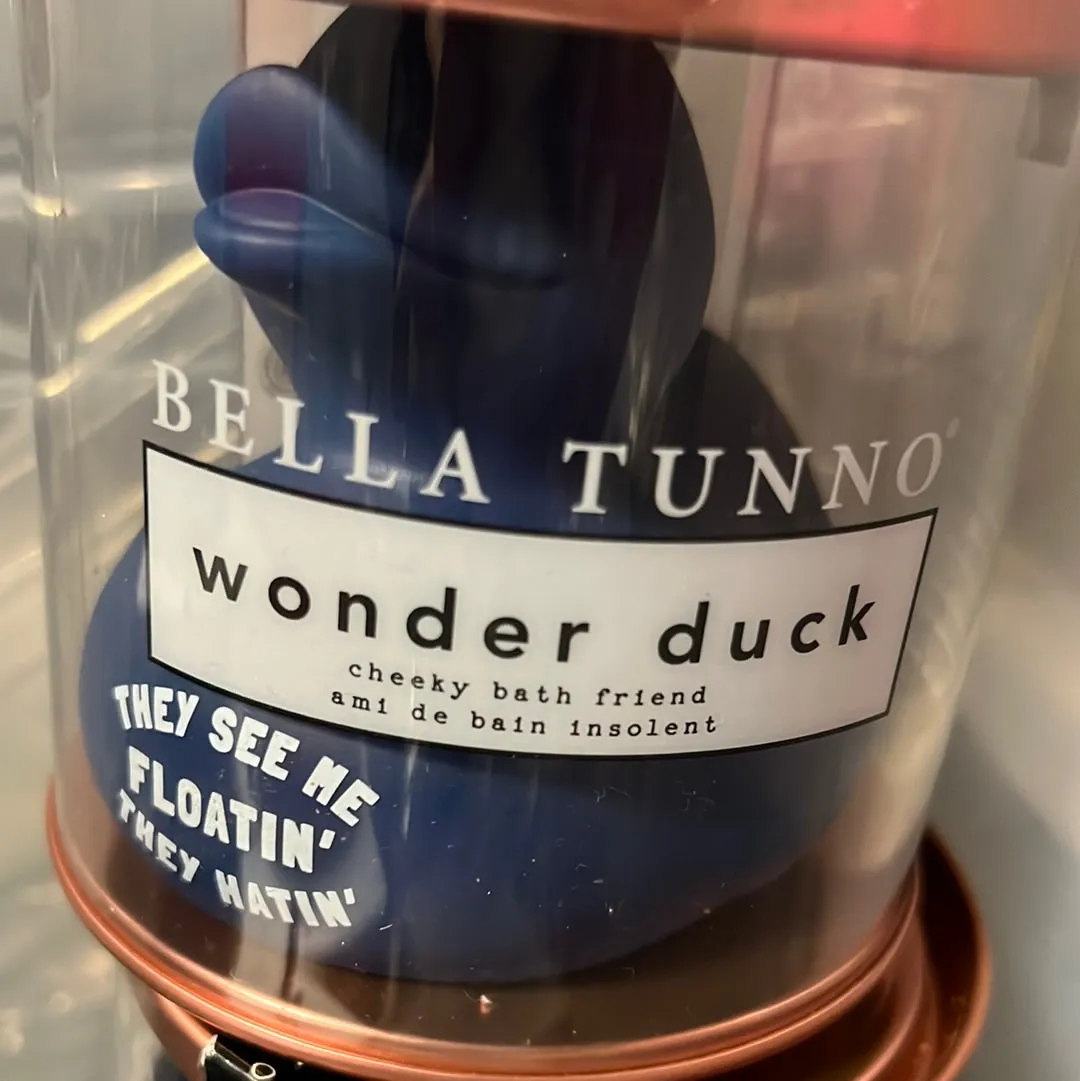 BELLA TUNNO®
wonder duck
cheeky bath friend
ami de bain insolent
THEY SEE ME
FLOATIN'
THEY HATIN'